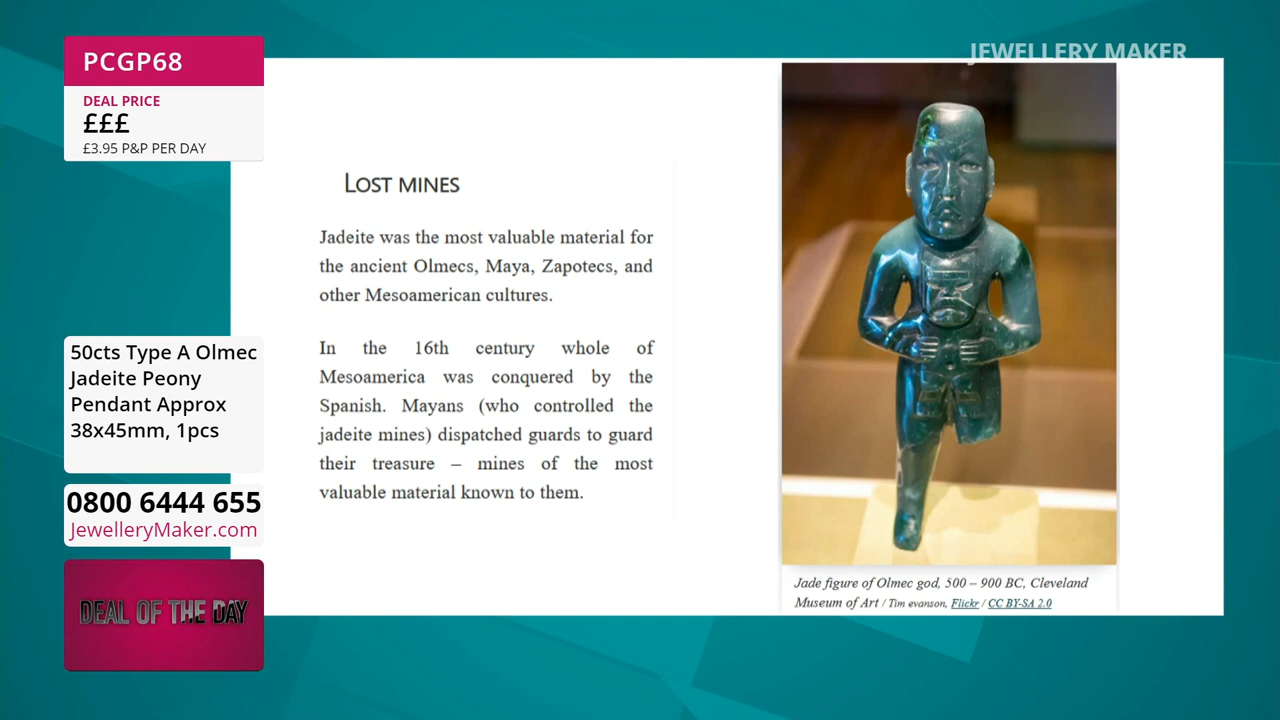 JEWELLERY MAKER
PCGP68
DEAL PRICE
£££
£3.95 P&P PER DAY
LOST MINES
Jadeite was the most valuable material for
the ancient Olmecs, Maya, Zapotecs, and
other Mesoamerican cultures.
In the 16th century whole of
Mesoamerica was conquered by the
Spanish. Mayans (who controlled the
jadeite mines) dispatched guards to guard
their treasure – mines of the most
valuable material known to them.
Jade figure of Olmec god, 500 – 900 BC, Cleveland
Museum of Art / Tim evanson, Flickr / CC BY-SA 2.0
50cts Type A Olmec
Jadeite Peony
Pendant Approx
38x45mm, 1pcs
0800 6444 655
JewelleryMaker.com
DEAL OF THE DAY